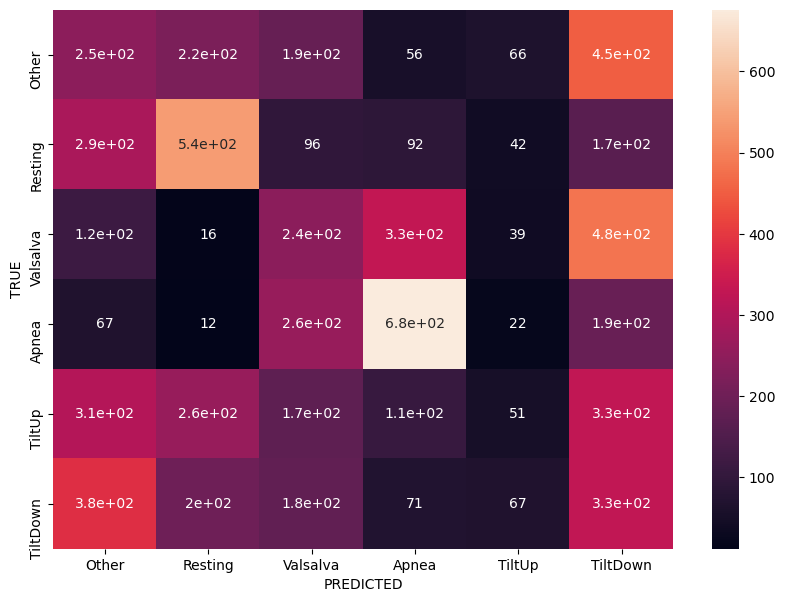 Other 2.5e+02 2.2e+02 1.9e+02 56 66 4.5e+02
Resting 2.9e+02 5.4e+02 96 92 42 1.7e+02
Valsalva 1.2e+02 16 2.4e+02 3.3e+02 39 4.8e+02
Apnea 67 12 2.6e+02 6.8e+02 22 1.9e+02
TiltUp 3.1e+02 2.6e+02 1.7e+02 1.1e+02 51 3.3e+02
TiltDown 3.8e+02 2e+02 1.8e+02 71 67 3.3e+02
TRUE
Other Resting Valsalva Apnea TiltUp TiltDown
PREDICTED
600
500
400
300
200
100